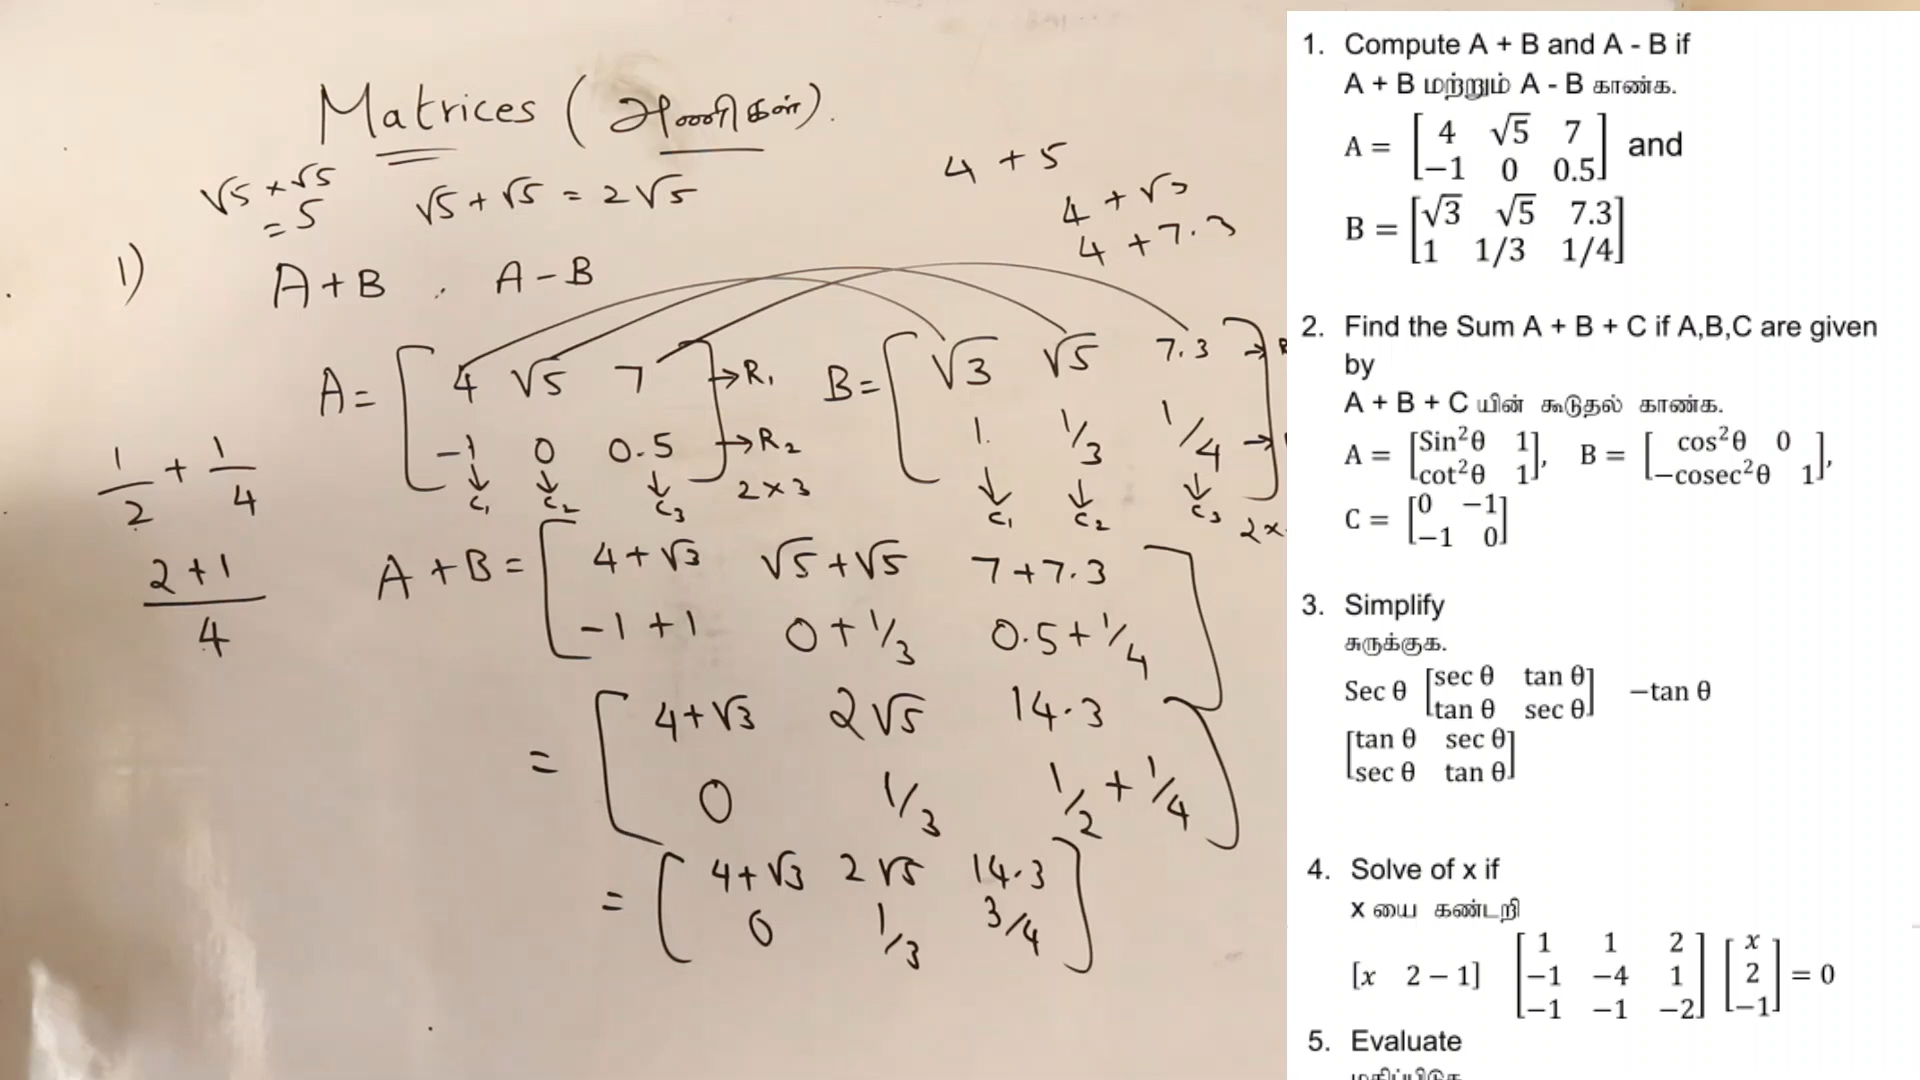 Matrices (அணிகள்).
√5 × √5
= 5
√5 + √5 = 2√5
4 + 5
4 + √3
4 + 7.3
1)
A+B . A-B
A = [ 4 √5 7 ] → R₁
-1 0 0.5 → R₂
↓ ↓ ↓
C₁ C₂ C₃
2 × 3
B = [ √3 √5 7.3 ] →
1. 1/3 1/4 →
↓ ↓ ↓
C₁ C₂ C₃
2×
1/2 + 1/4
2+1
4
A+B = [ 4+√3 √5+√5 7+7.3
-1+1 0+1/3 0.5+1/4 ]
= [ 4+√3 2√5 14.3
0 1/3 1/2+1/4 ]
= [ 4+√3 2√5 14.3
0 1/3 3/4 ]
1. Compute A + B and A - B if
A + B மற்றும் A - B காண்க.
A = [ 4 √5 7
-1 0 0.5 ] and
B = [ √3 √5 7.3
1 1/3 1/4 ]
2. Find the Sum A + B + C if A,B,C are given
by
A + B + C யின் கூடுதல் காண்க.
A = [ Sin²θ 1
cot²θ 1 ], B = [ cos²θ 0
−cosec²θ 1 ],
C = [ 0 −1
−1 0 ]
3. Simplify
சுருக்குக.
Sec θ [ sec θ tan θ
tan θ sec θ ] −tan θ
[ tan θ sec θ
sec θ tan θ ]
4. Solve of x if
x யை கண்டறி
[x 2 − 1] [ 1 1 2
−1 −4 1
−1 −1 −2 ] [ x
2
−1 ] = 0
5. Evaluate